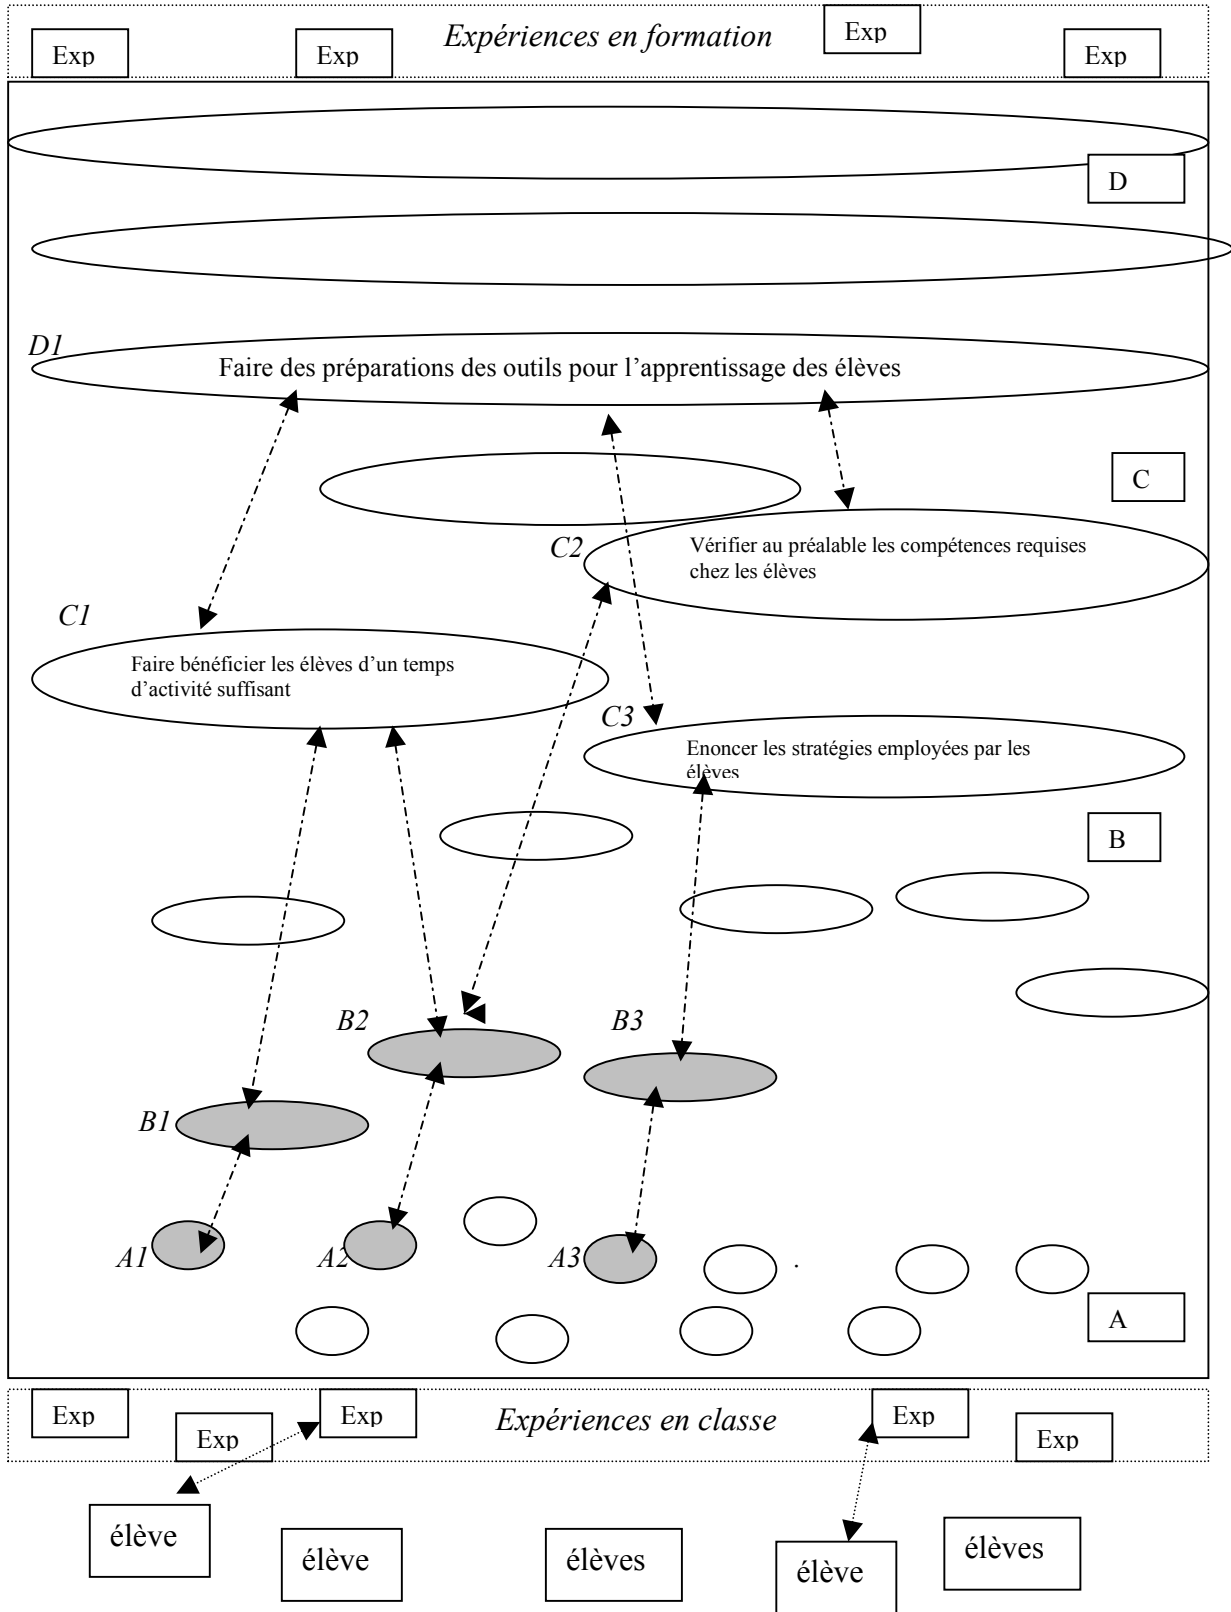 Exp
Exp
Expériences en formation
Exp
Exp
D
D1
Faire des préparations des outils pour l’apprentissage des élèves
C
C2
Vérifier au préalable les compétences requises
chez les élèves
C1
Faire bénéficier les élèves d’un temps
d’activité suffisant
C3
Enoncer les stratégies employées par les
élèves
B
B2
B3
B1
A1
A2
A3
.
A
Exp
Exp
Exp
Expériences en classe
Exp
Exp
élève
élève
élèves
élève
élèves